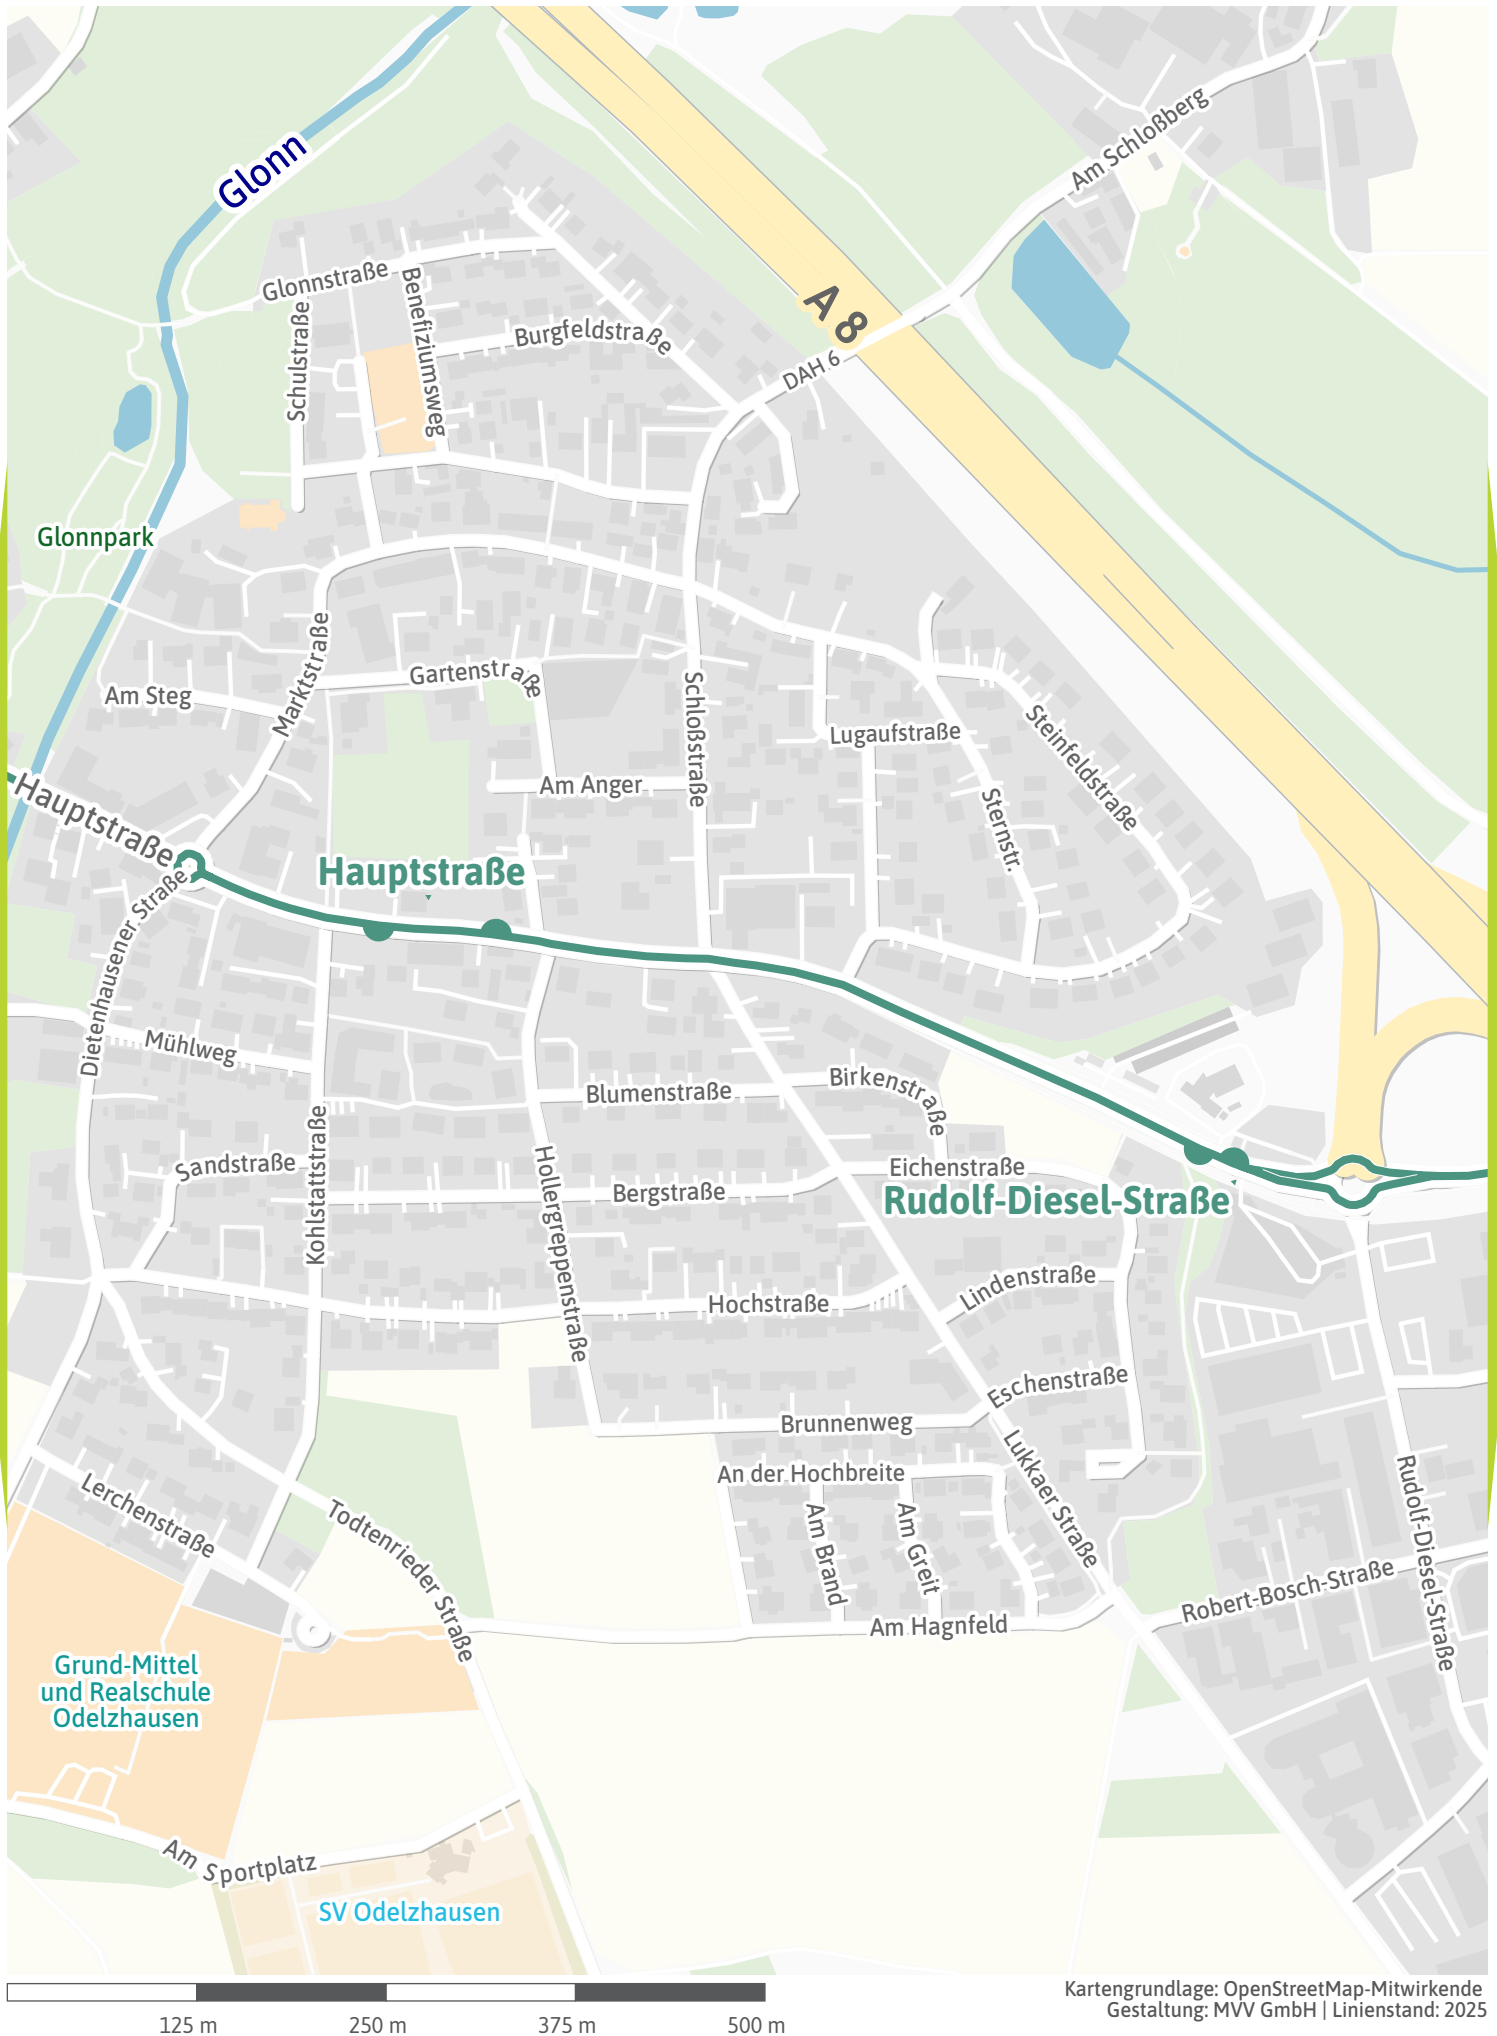 Glonn
Am Schloßberg
A 8
DAH 6
Glonnstraße
Benefiziumsweg
Burgfeldstraße
Schulstraße
Glonnpark
Marktstraße
Gartenstraße
Am Steg
Schloßstraße
Lugaufstraße
Steinfeldstraße
Am Anger
Sternstr.
Hauptstraße
Hauptstraße
Dietenhausener Straße
Mühlweg
Blumenstraße
Birkenstraße
Kohlstattstraße
Sandstraße
Hollergreppenstraße
Bergstraße
Eichenstraße
Rudolf-Diesel-Straße
Lindenstraße
Hochstraße
Eschenstraße
Brunnenweg
Lukkaer Straße
An der Hochbreite
Am Brand
Am Greit
Rudolf-Diesel-Straße
Lerchenstraße
Todtenrieder Straße
Robert-Bosch-Straße
Am Hagnfeld
Grund-Mittel
und Realschule
Odelzhausen
Am Sportplatz
SV Odelzhausen
Kartengrundlage: OpenStreetMap-Mitwirkende
Gestaltung: MVV GmbH | Linienstand: 2025
125 m 250 m 375 m 500 m